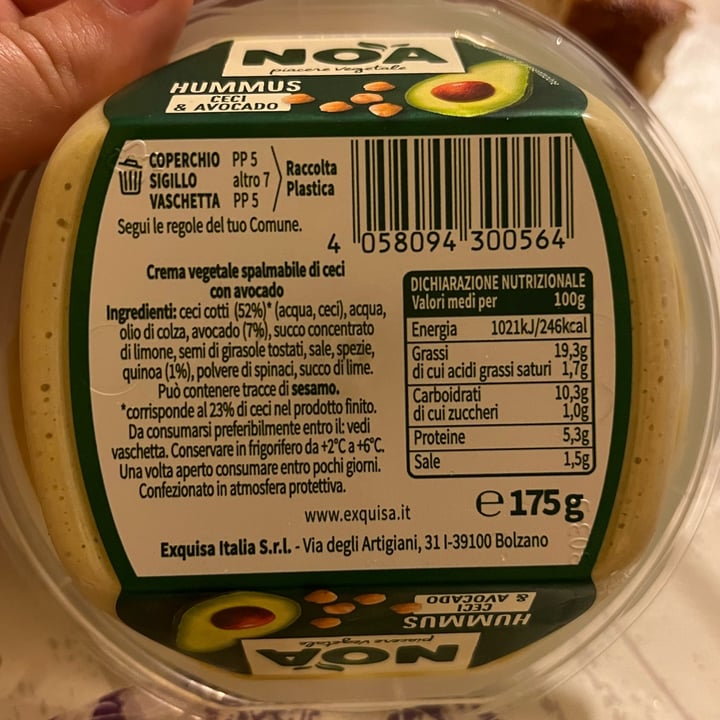 NOA
piacere vegetale
HUMMUS
CECI
& AVOCADO
COPERCHIO PP 5
SIGILLO altro 7
VASCHETTA PP 5
Raccolta
Plastica
Segui le regole del tuo Comune.
4 058094 300564
Crema vegetale spalmabile di ceci
con avocado
Ingredienti: ceci cotti (52%)* (acqua, ceci), acqua,
olio di colza, avocado (7%), succo concentrato
di limone, semi di girasole tostati, sale, spezie,
quinoa (1%), polvere di spinaci, succo di lime.
Può contenere tracce di sesamo.
*corrisponde al 23% di ceci nel prodotto finito.
Da consumarsi preferibilmente entro il: vedi
vaschetta. Conservare in frigorifero da +2°C a +6°C.
Una volta aperto consumare entro pochi giorni.
Confezionato in atmosfera protettiva.
DICHIARAZIONE NUTRIZIONALE
Valori medi per 100g
Energia 1021kJ/246kcal
Grassi 19,3g
di cui acidi grassi saturi 1,7g
Carboidrati 10,3g
di cui zuccheri 1,0g
Proteine 5,3g
Sale 1,5g
www.exquisa.it
e 175g
Exquisa Italia S.r.l. - Via degli Artigiani, 31 I-39100 Bolzano
HUMMUS
CECI
& AVOCADO
NOA
piacere vegetale